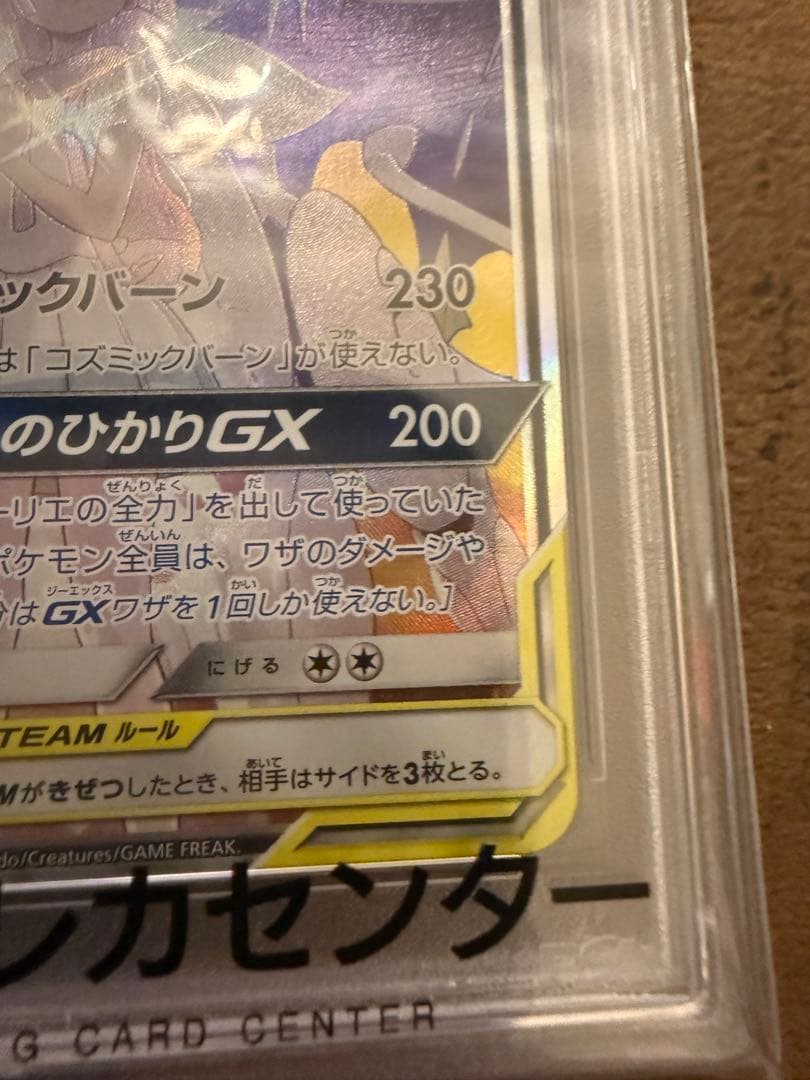 ックバーン 230
は「コズミックバーン」が使えない。
のひかりGX 200
ーリエの全力」を出して使っていた
ポケモン全員は、ワザのダメージや
分はGXワザを1回しか使えない。]
にげる
TEAM ルール
Mがきぜつしたとき、相手はサイドを3枚とる。
do/Creatures/GAME FREAK.
レカセンター
G CARD CENTER